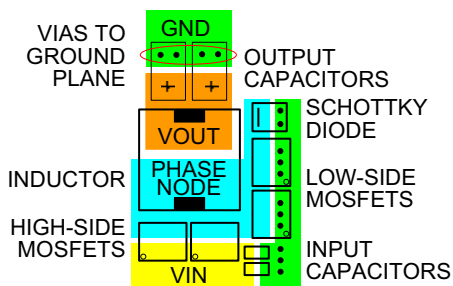 GND
VIAS TO
GROUND
PLANE
OUTPUT
CAPACITORS
+ +
SCHOTTKY
DIODE
VOUT
INDUCTOR
PHASE
NODE
LOW-SIDE
MOSFETS
HIGH-SIDE
MOSFETS
VIN
INPUT
CAPACITORS